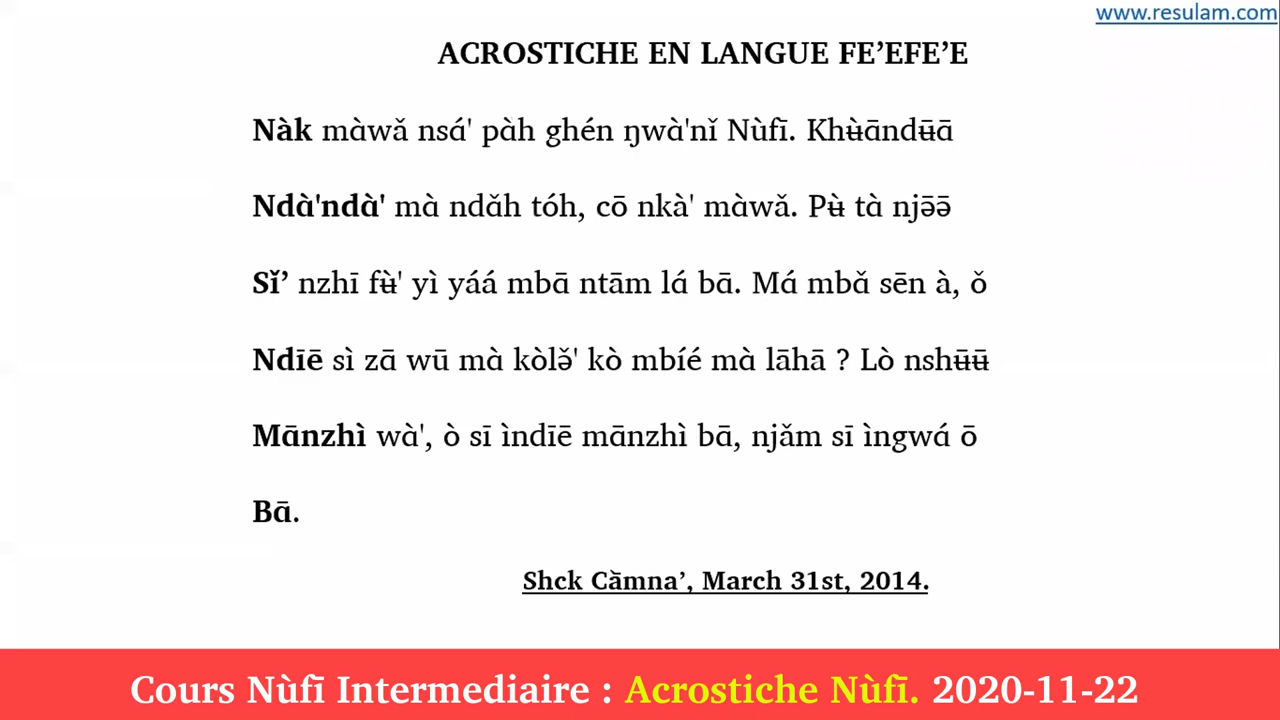 www.resulam.com
ACROSTICHE EN LANGUE FE’EFE’E
Nàk màwǎ nsá' pàh ghén ŋwà'nǐ Nùfī. Khʉ̀āndʉ̄ā
Ndà'ndà' mà ndǎh tóh, cō nkà' màwǎ. Pʉ̀ tà njə̄ə̄
Sǐ’ nzhī fʉ̀' yì yáá mbā ntām lá bā. Má mbǎ sēn à, ǒ
Ndīē sì zā wū mà kòlə̌' kò mbíé mà lāhā ? Lò nshʉ̄ʉ̄
Mānzhì wà', ò sī ìndīē mānzhì bā, njǎm sī ìngwá ō
Bā.
Shck Cȁmna’, March 31st, 2014.
Cours Nùfī Intermediaire : Acrostiche Nùfī. 2020-11-22